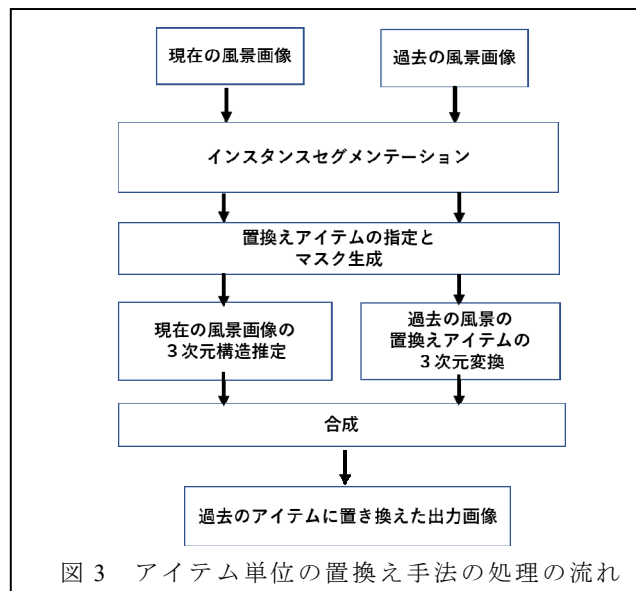 現在の風景画像
過去の風景画像
インスタンスセグメンテーション
置換えアイテムの指定と
マスク生成
現在の風景画像の
３次元構造推定
過去の風景の
置換えアイテムの
３次元変換
合成
過去のアイテムに置き換えた出力画像
図 3　アイテム単位の置換え手法の処理の流れ